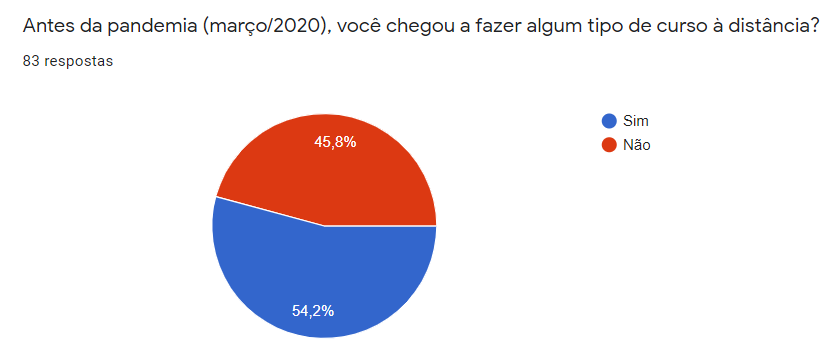 Antes da pandemia (março/2020), você chegou a fazer algum tipo de curso à distância?
83 respostas
Sim
Não
45,8%
54,2%